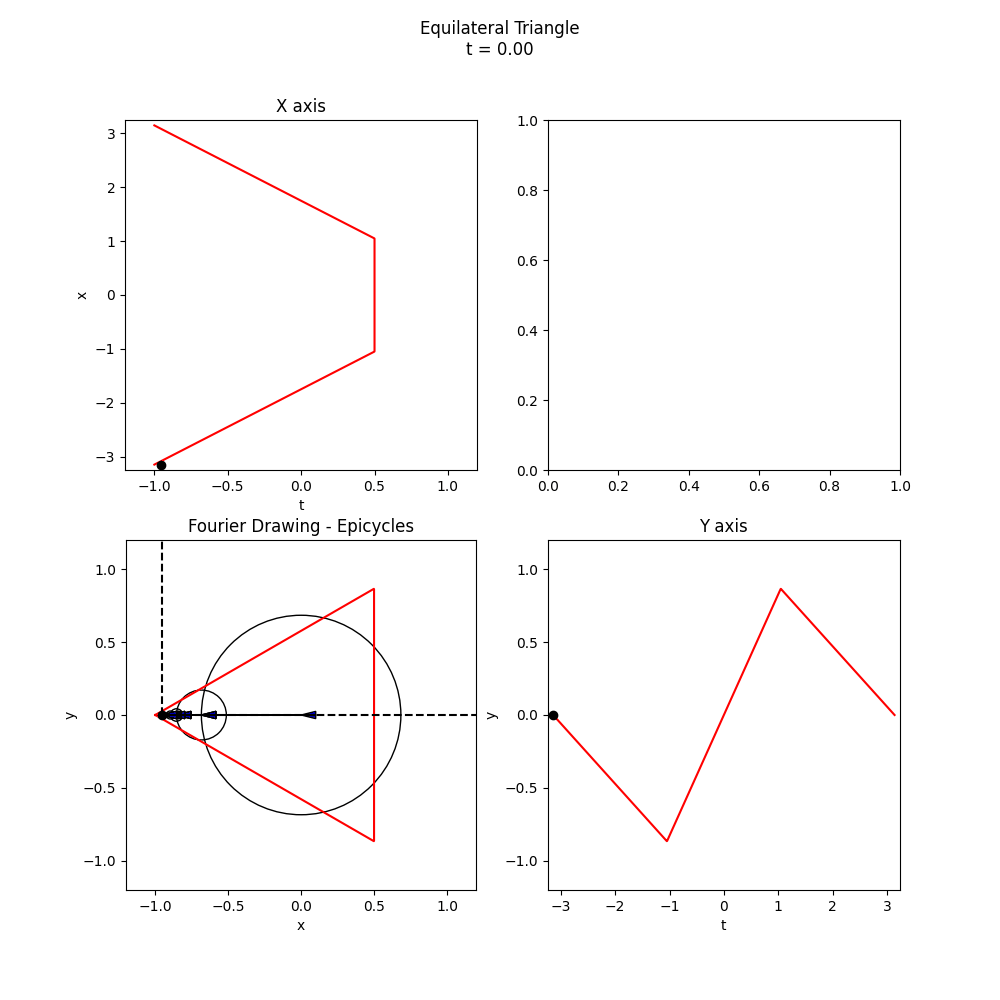 Equilateral Triangle
t = 0.00
X axis
3
2
1
0
−1
−2
−3
x
−1.0 −0.5 0.0 0.5 1.0
t
1.0
0.8
0.6
0.4
0.2
0.0
0.0 0.2 0.4 0.6 0.8 1.0
Fourier Drawing - Epicycles
1.0
0.5
0.0
−0.5
−1.0
y
−1.0 −0.5 0.0 0.5 1.0
x
Y axis
1.0
0.5
0.0
−0.5
−1.0
y
−3 −2 −1 0 1 2 3
t